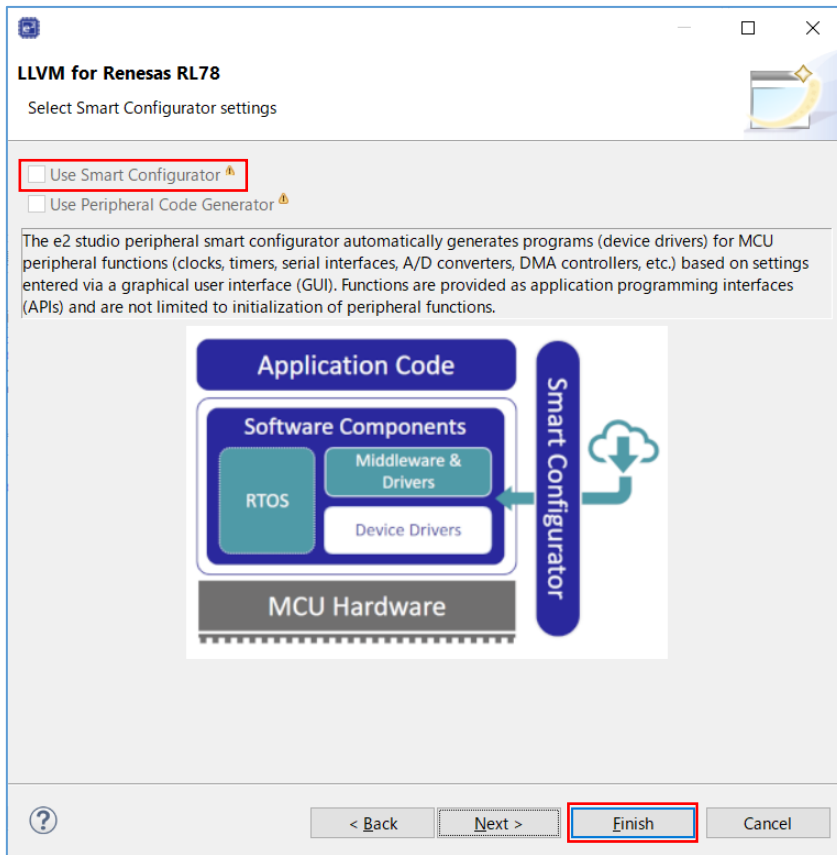 LLVM for Renesas RL78
Select Smart Configurator settings
Use Smart Configurator
Use Peripheral Code Generator
The e2 studio peripheral smart configurator automatically generates programs (device drivers) for MCU
peripheral functions (clocks, timers, serial interfaces, A/D converters, DMA controllers, etc.) based on settings
entered via a graphical user interface (GUI). Functions are provided as application programming interfaces
(APIs) and are not limited to initialization of peripheral functions.
Application Code
Software Components
RTOS
Middleware &
Drivers
Device Drivers
MCU Hardware
Smart Configurator
?
< Back
Next >
Finish
Cancel